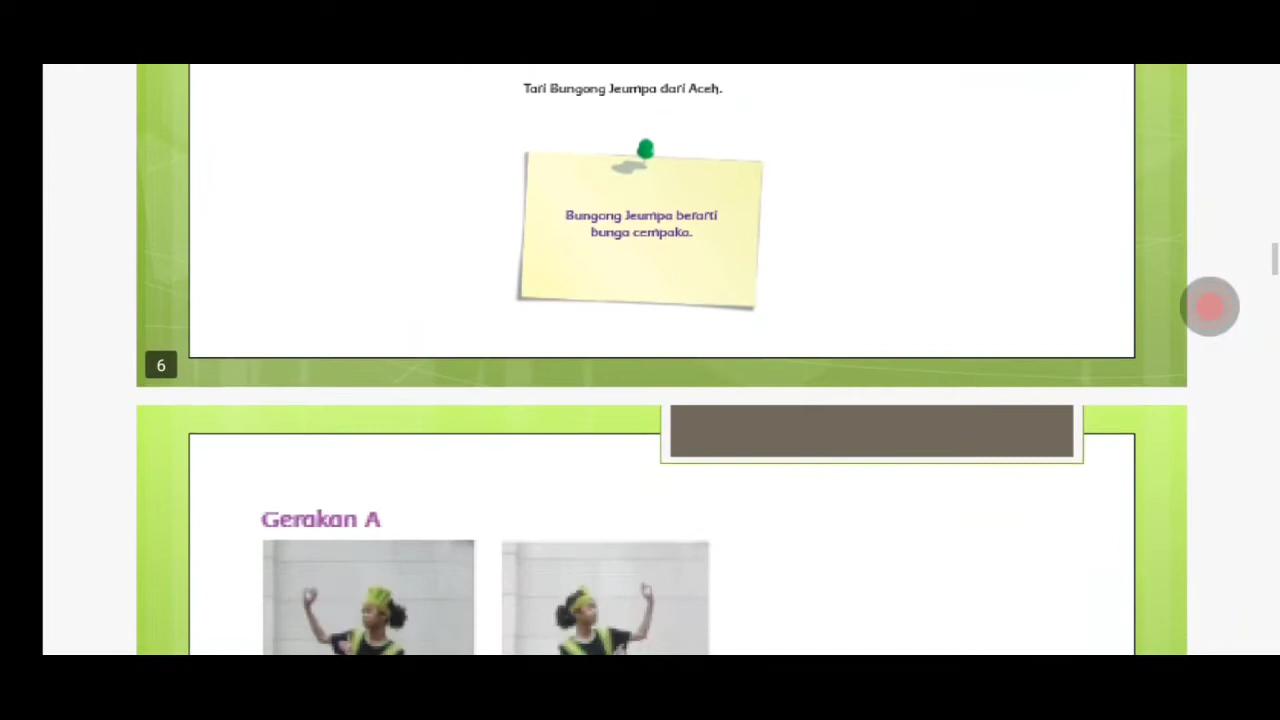 Tari Bungong Jeumpa dari Aceh.
Bungong Jeumpa berarti
bunga cempaka.
6
Gerakan A